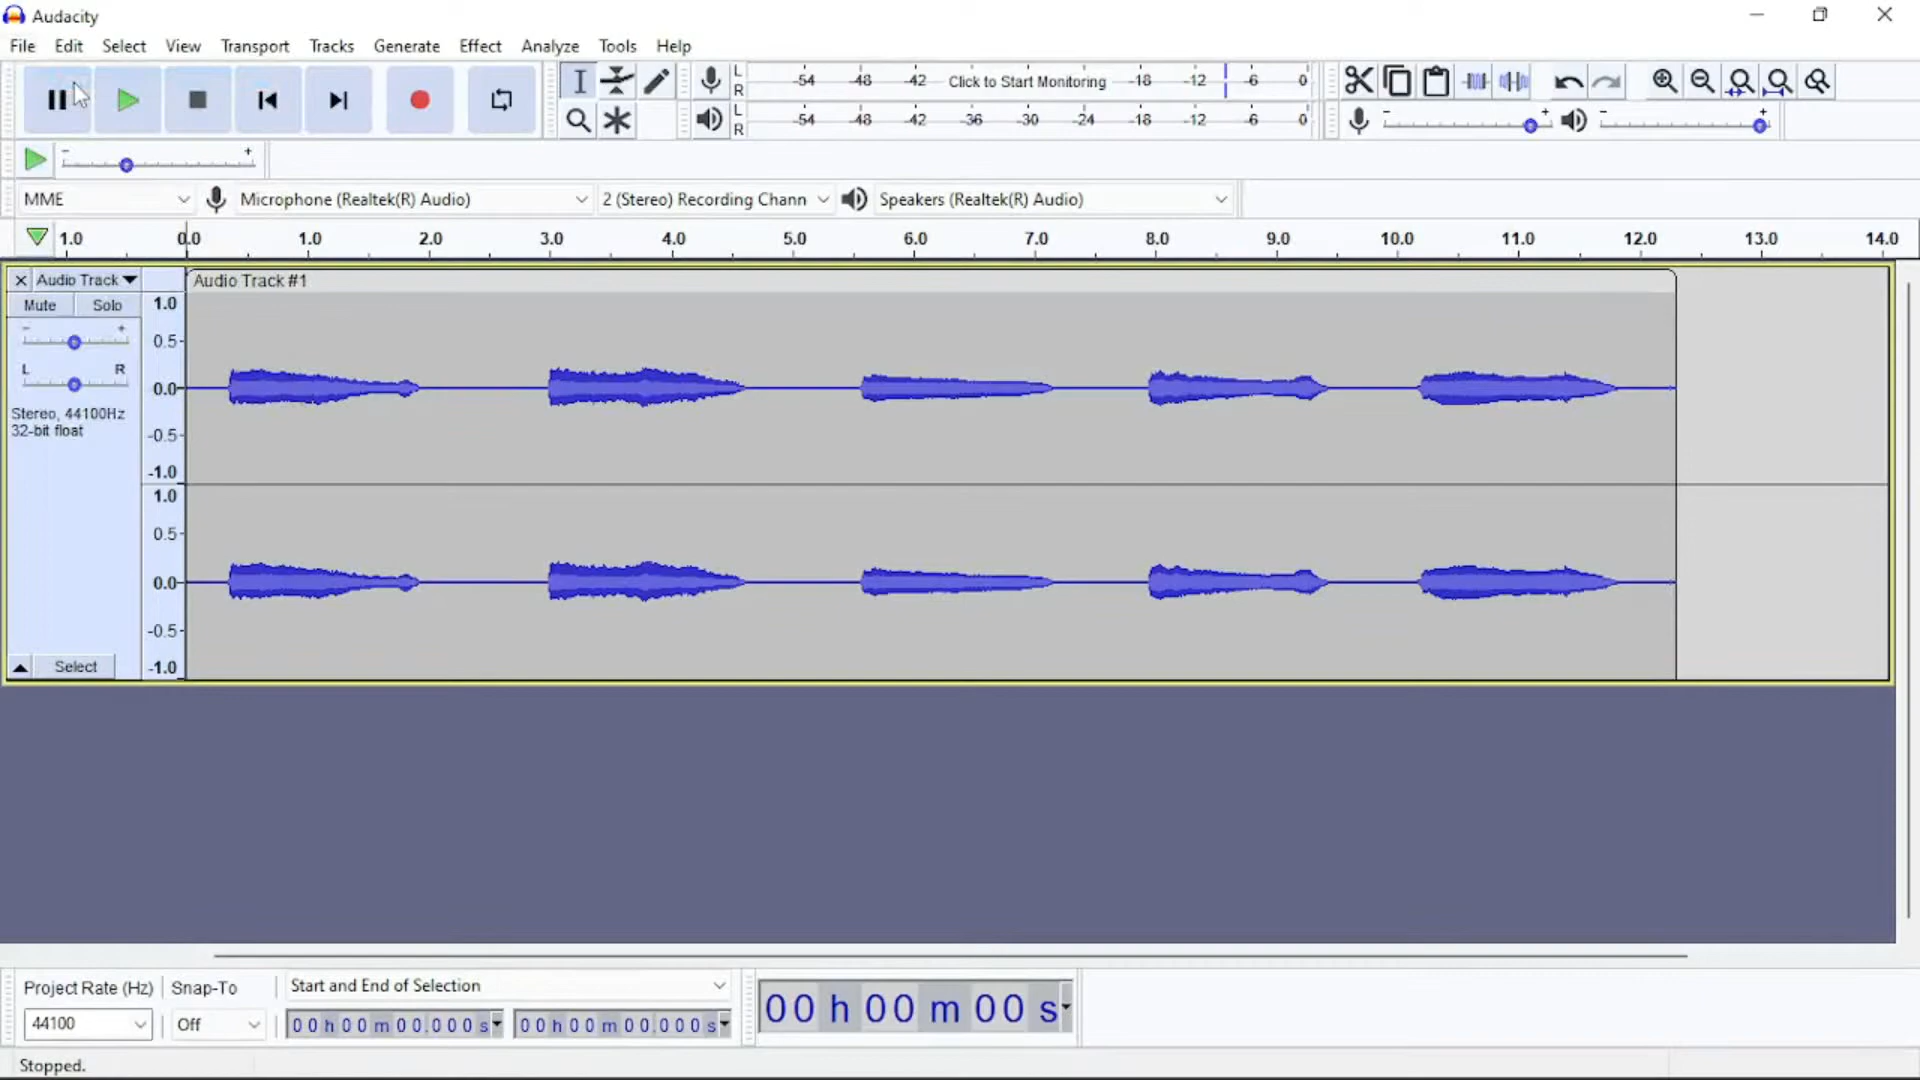 Audacity
File Edit Select View Transport Tracks Generate Effect Analyze Tools Help
L R -54 -48 -42 Click to Start Monitoring -18 -12 -6 0
L R -54 -48 -42 -36 -30 -24 -18 -12 -6 0
- +
- +
- +
MME Microphone (Realtek(R) Audio) 2 (Stereo) Recording Chann Speakers (Realtek(R) Audio)
1.0 0.0 1.0 2.0 3.0 4.0 5.0 6.0 7.0 8.0 9.0 10.0 11.0 12.0 13.0 14.0
Audio Track Audio Track #1
Mute Solo 1.0
- +
0.5
L R
0.0
Stereo, 44100Hz
32-bit float
-0.5
-1.0
1.0
0.5
0.0
-0.5
Select -1.0
Project Rate (Hz) Snap-To Start and End of Selection
44100 Off 00 h 00 m 00.000 s 00 h 00 m 00.000 s 00 h 00 m 00 s
Stopped.